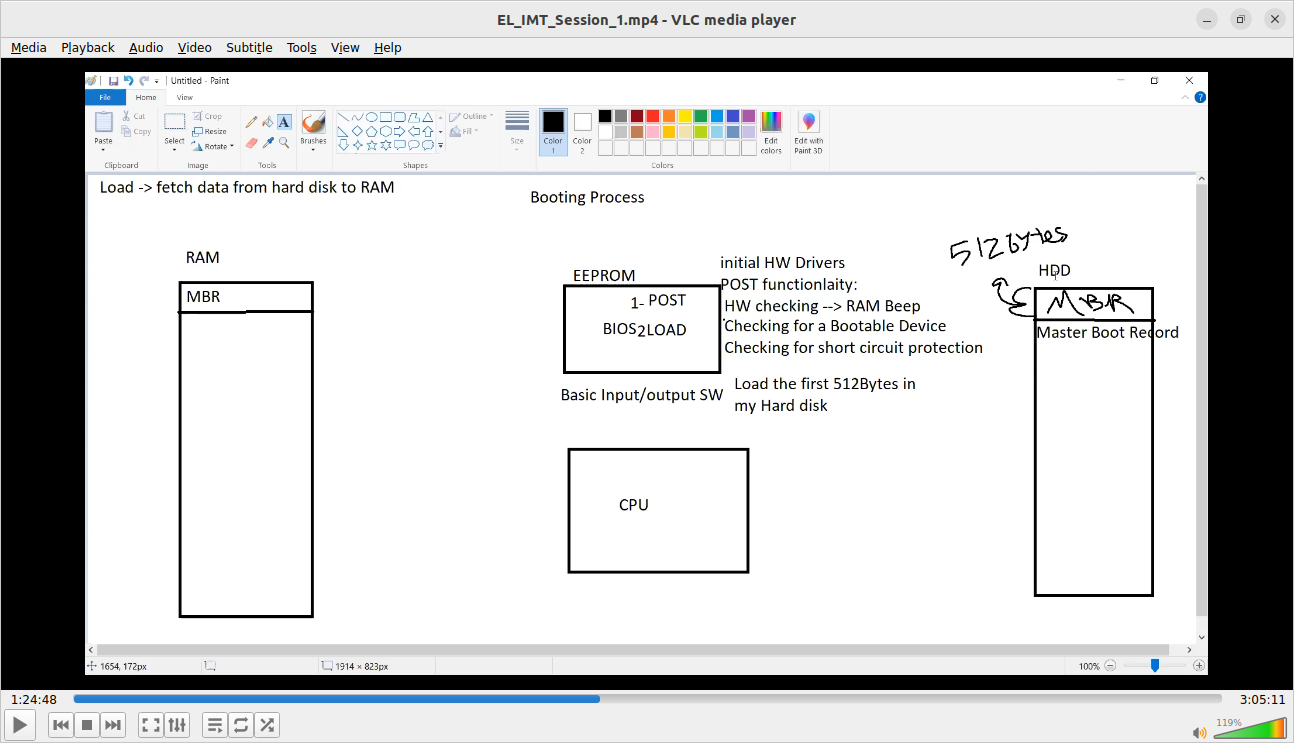 EL_IMT_Session_1.mp4 - VLC media player
Media Playback Audio Video Subtitle Tools View Help
Untitled - Paint
File Home View
Paste Cut Copy Select Crop Resize Rotate A Brushes Outline Fill Size Color 1 Color 2 Edit colors Edit with Paint 3D
Clipboard Image Tools Shapes Colors
Load -> fetch data from hard disk to RAM
Booting Process
512bytes
RAM
EEPROM
initial HW Drivers
HDD
MBR
1- POST
POST functionlaity:
MBR
HW checking --> RAM Beep
BIOS 2LOAD
Checking for a Bootable Device
Master Boot Record
Checking for short circuit protection
Basic Input/output SW
Load the first 512Bytes in
my Hard disk
CPU
1654, 172px
1914 × 823px
100%
1:24:48
3:05:11
119%